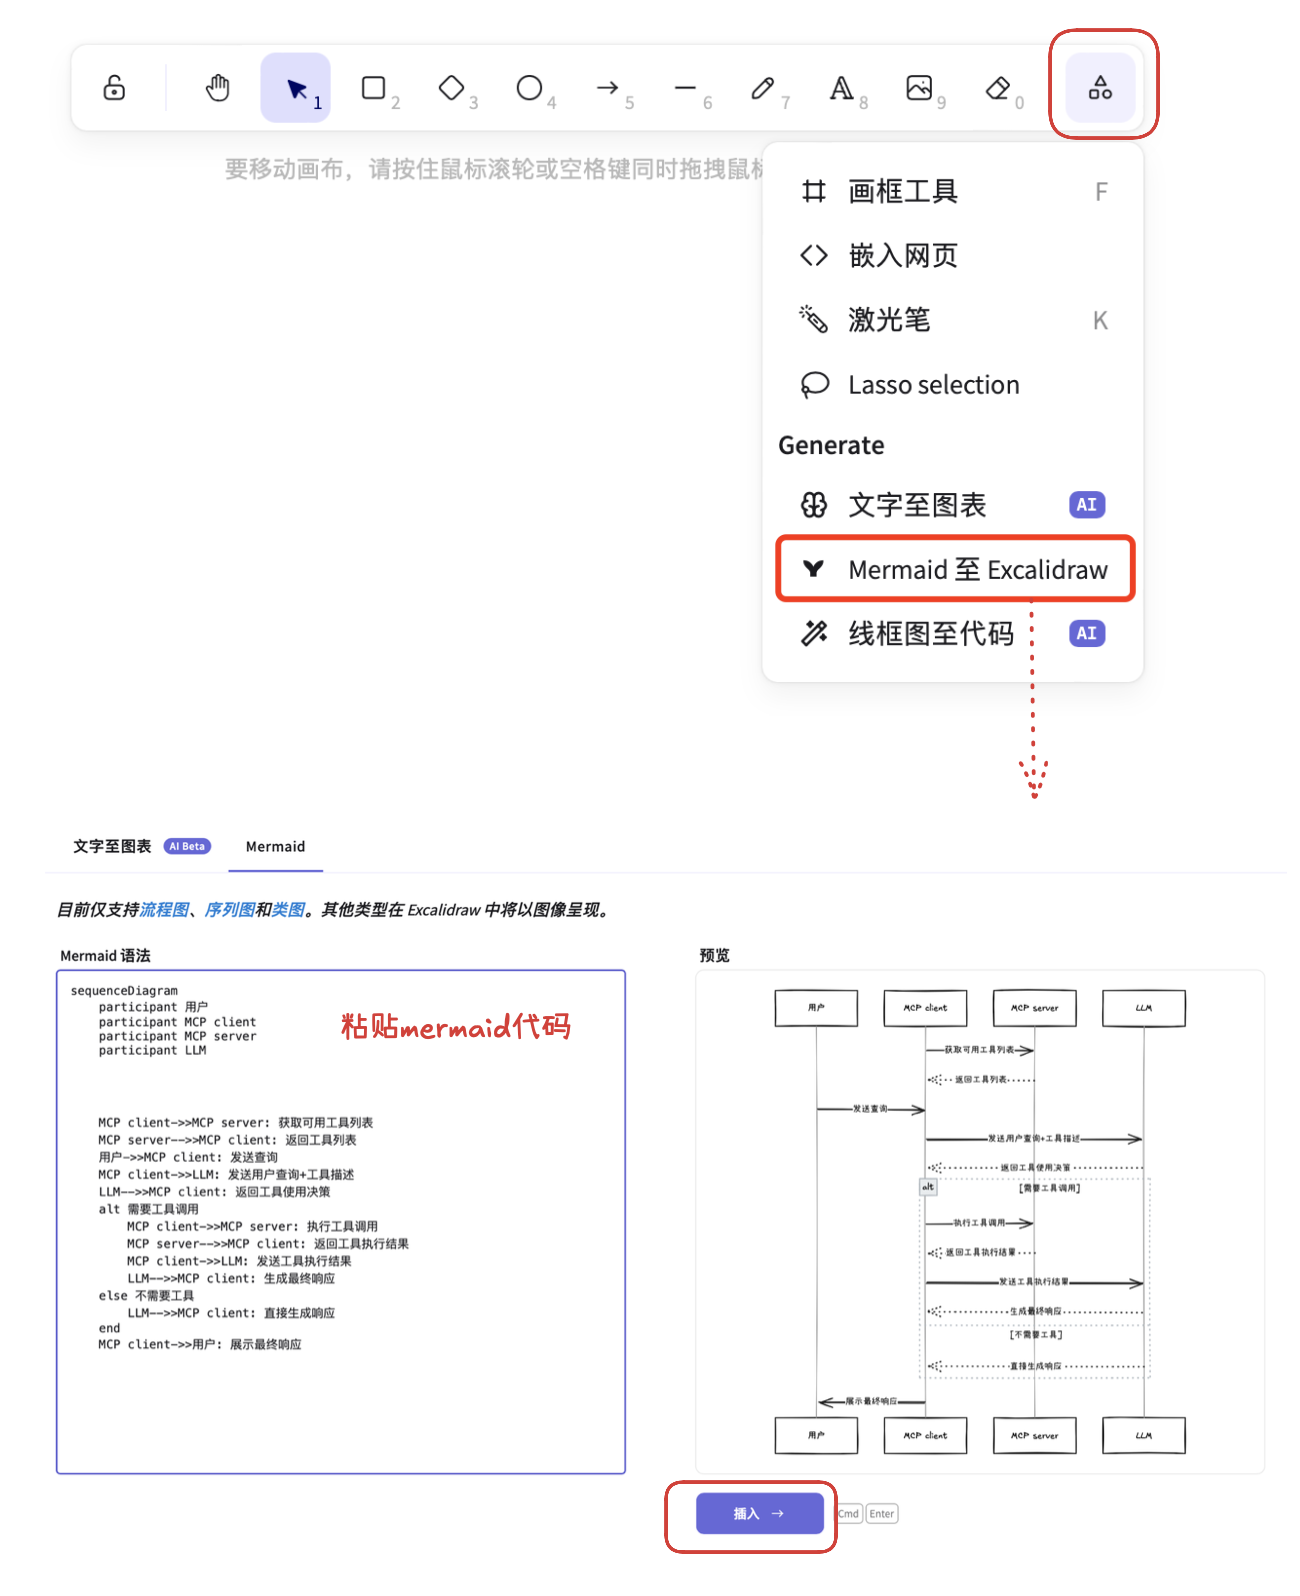 1
2
3
4
5
6
7
8
9
0
要移动画布，请按住鼠标滚轮或空格键同时拖拽鼠标
画框工具 F
嵌入网页
激光笔 K
Lasso selection
Generate
文字至图表 AI
Mermaid 至 Excalidraw
线框图至代码 AI
文字至图表 AI Beta Mermaid
目前仅支持流程图、序列图和类图。其他类型在 Excalidraw 中将以图像呈现。
Mermaid 语法
sequenceDiagram
participant 用户
participant MCP client
participant MCP server
participant LLM
粘贴mermaid代码
MCP client->>MCP server: 获取可用工具列表
MCP server-->>MCP client: 返回工具列表
用户->>MCP client: 发送查询
MCP client->>LLM: 发送用户查询+工具描述
LLM-->>MCP client: 返回工具使用决策
alt 需要工具调用
MCP client->>MCP server: 执行工具调用
MCP server-->>MCP client: 返回工具执行结果
MCP client->>LLM: 发送工具执行结果
LLM-->>MCP client: 生成最终响应
else 不需要工具
LLM-->>MCP client: 直接生成响应
end
MCP client->>用户: 展示最终响应
预览
用户 MCP client MCP server LLM
获取可用工具列表
返回工具列表
发送查询
发送用户查询+工具描述
返回工具使用决策
alt [需要工具调用]
执行工具调用
返回工具执行结果
发送工具执行结果
生成最终响应
[不需要工具]
直接生成响应
展示最终响应
用户 MCP client MCP server LLM
插入 → Cmd Enter